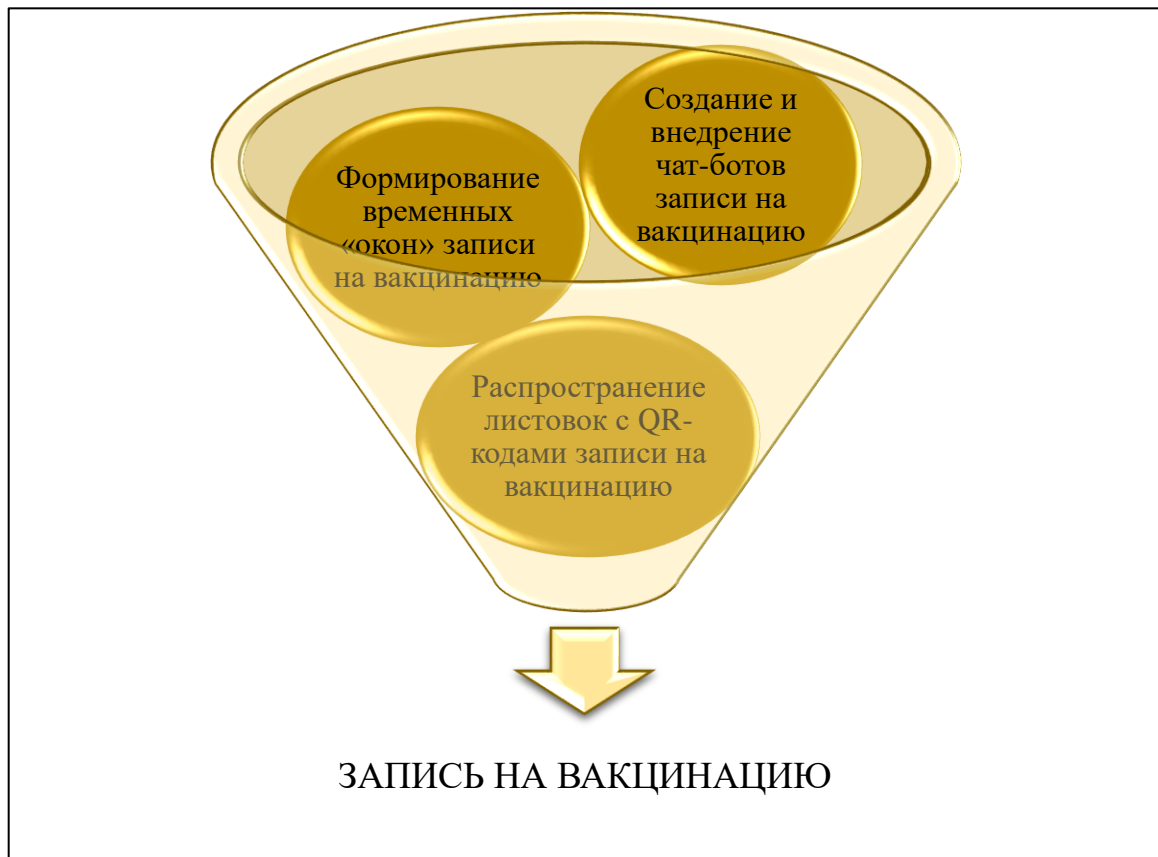 Создание и
внедрение
чат-ботов
записи на
вакцинацию
Формирование
временных
«окон» записи
на вакцинацию
Распространение
листовок с QR-
кодами записи на
вакцинацию
ЗАПИСЬ НА ВАКЦИНАЦИЮ